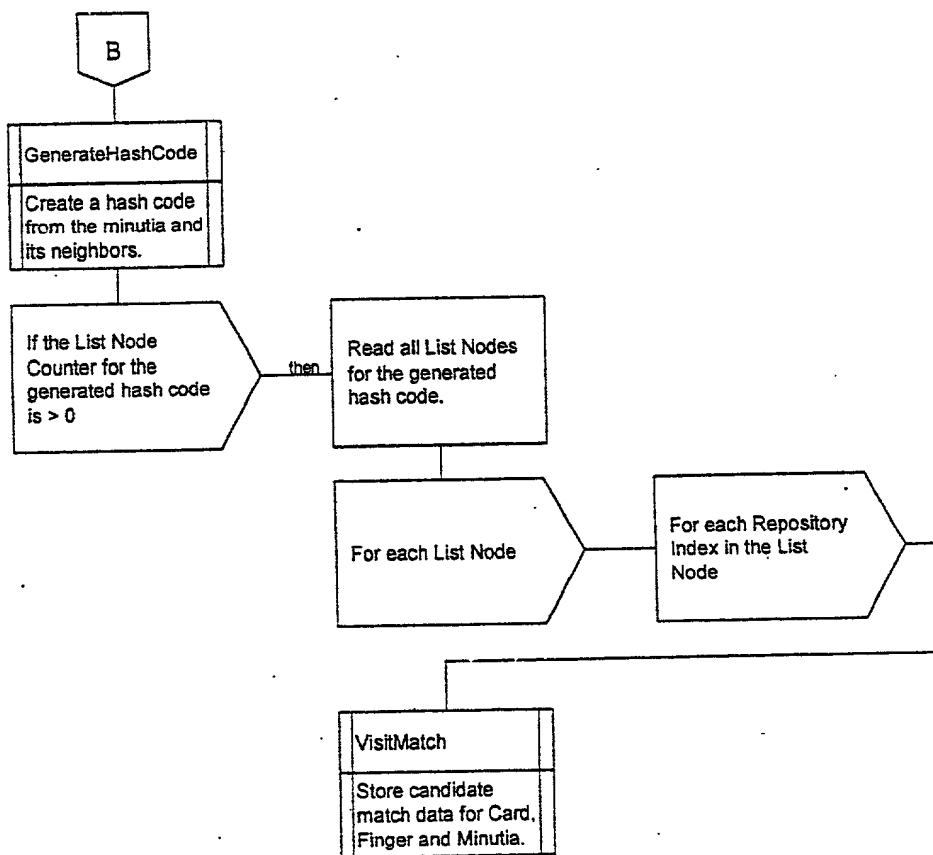 B
GenerateHashCode
Create a hash code
from the minutia and
its neighbors.
If the List Node
Counter for the
generated hash code
is > 0
then
Read all List Nodes
for the generated
hash code.
For each List Node
For each Repository
Index in the List
Node
VisitMatch
Store candidate
match data for Card,
Finger and Minutia.